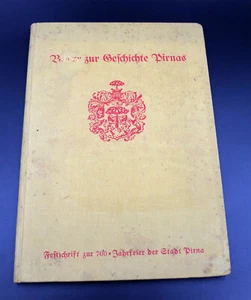 zur Geschichte Pirnas
Festschrift zur 700-Jahrfeier der Stadt Pirna